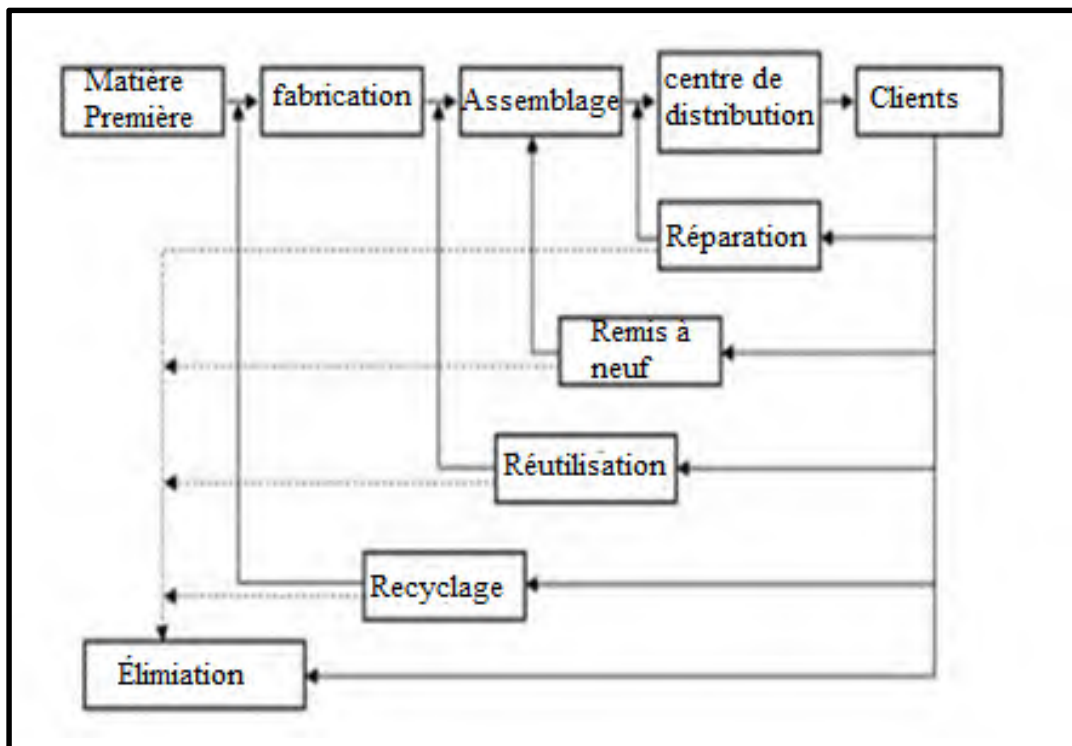 Matière
Première
fabrication
Assemblage
centre de
distribution
Clients
Réparation
Remis à
neuf
Réutilisation
Recyclage
Élimiation